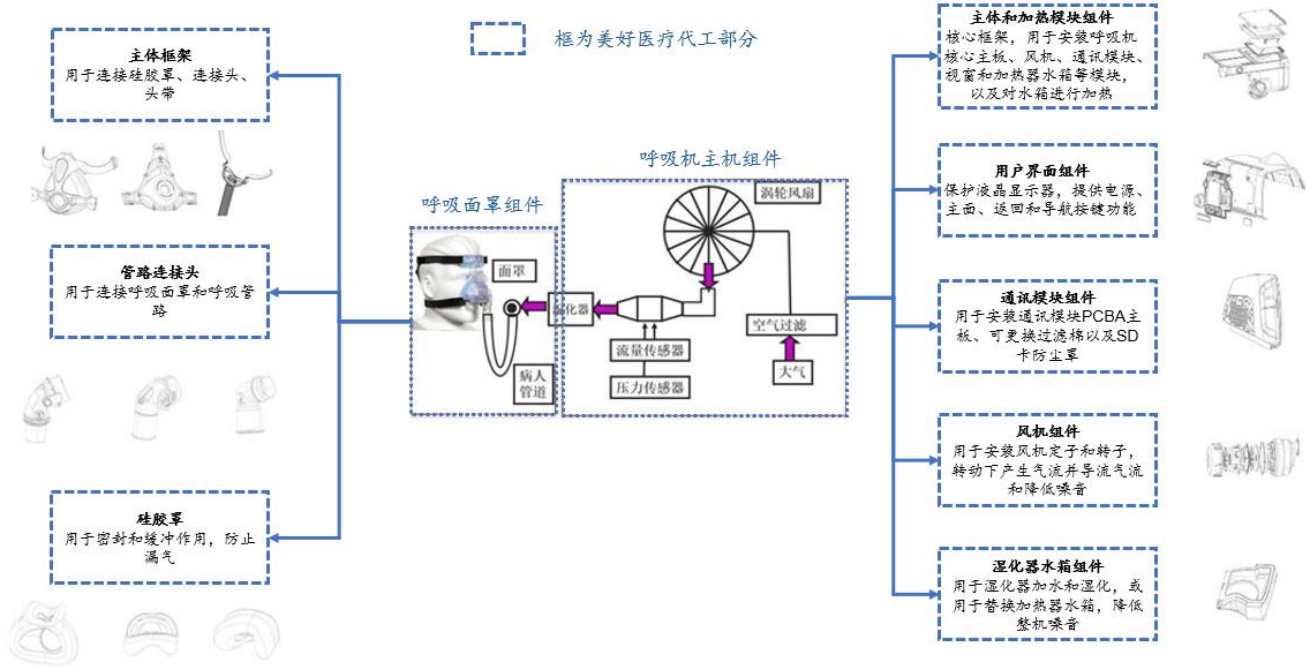 框为美好医疗代工部分
主体框架
用于连接硅胶罩、连接头、
头带
管路连接头
用于连接呼吸面罩和呼吸管
路
硅胶罩
用于密封和缓冲作用，防止
漏气
呼吸面罩组件
面罩
病人
管道
呼吸机主机组件
涡轮风扇
湿化器
流量传感器
压力传感器
空气过滤
大气
主体和加热模块组件
核心框架，用于安装呼吸机
核心主板、风机、通讯模块、
视窗和加热器水箱等模块，
以及对水箱进行加热
用户界面组件
保护液晶显示器，提供电源、
主面、返回和导航按键功能
通讯模块组件
用于安装通讯模块PCBA主
板、可更换过滤棉以及SD
卡防尘罩
风机组件
用于安装风机定子和转子，
转动下产生气流并导流气流
和降低噪音
湿化器水箱组件
用于湿化器加水和湿化，或
用于替换加热器水箱，降低
整机噪音